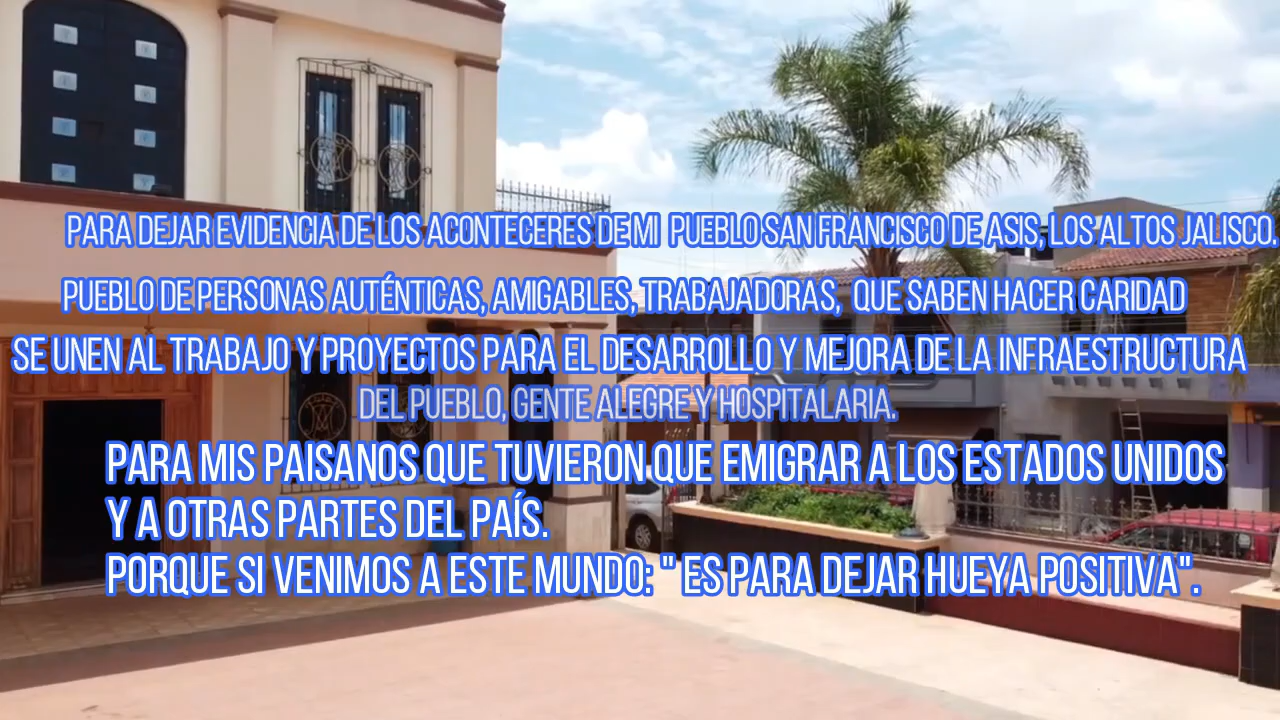 PARA DEJAR EVIDENCIA DE LOS ACONTECERES DE MI PUEBLO SAN FRANCISCO DE ASIS, LOS ALTOS JALISCO.
PUEBLO DE PERSONAS AUTÉNTICAS, AMIGABLES, TRABAJADORAS, QUE SABEN HACER CARIDAD
SE UNEN AL TRABAJO Y PROYECTOS PARA EL DESARROLLO Y MEJORA DE LA INFRAESTRUCTURA
DEL PUEBLO, GENTE ALEGRE Y HOSPITALARIA.
PARA MIS PAISANOS QUE TUVIERON QUE EMIGRAR A LOS ESTADOS UNIDOS
Y A OTRAS PARTES DEL PAÍS.
PORQUE SI VENIMOS A ESTE MUNDO: " ES PARA DEJAR HUEYA POSITIVA".